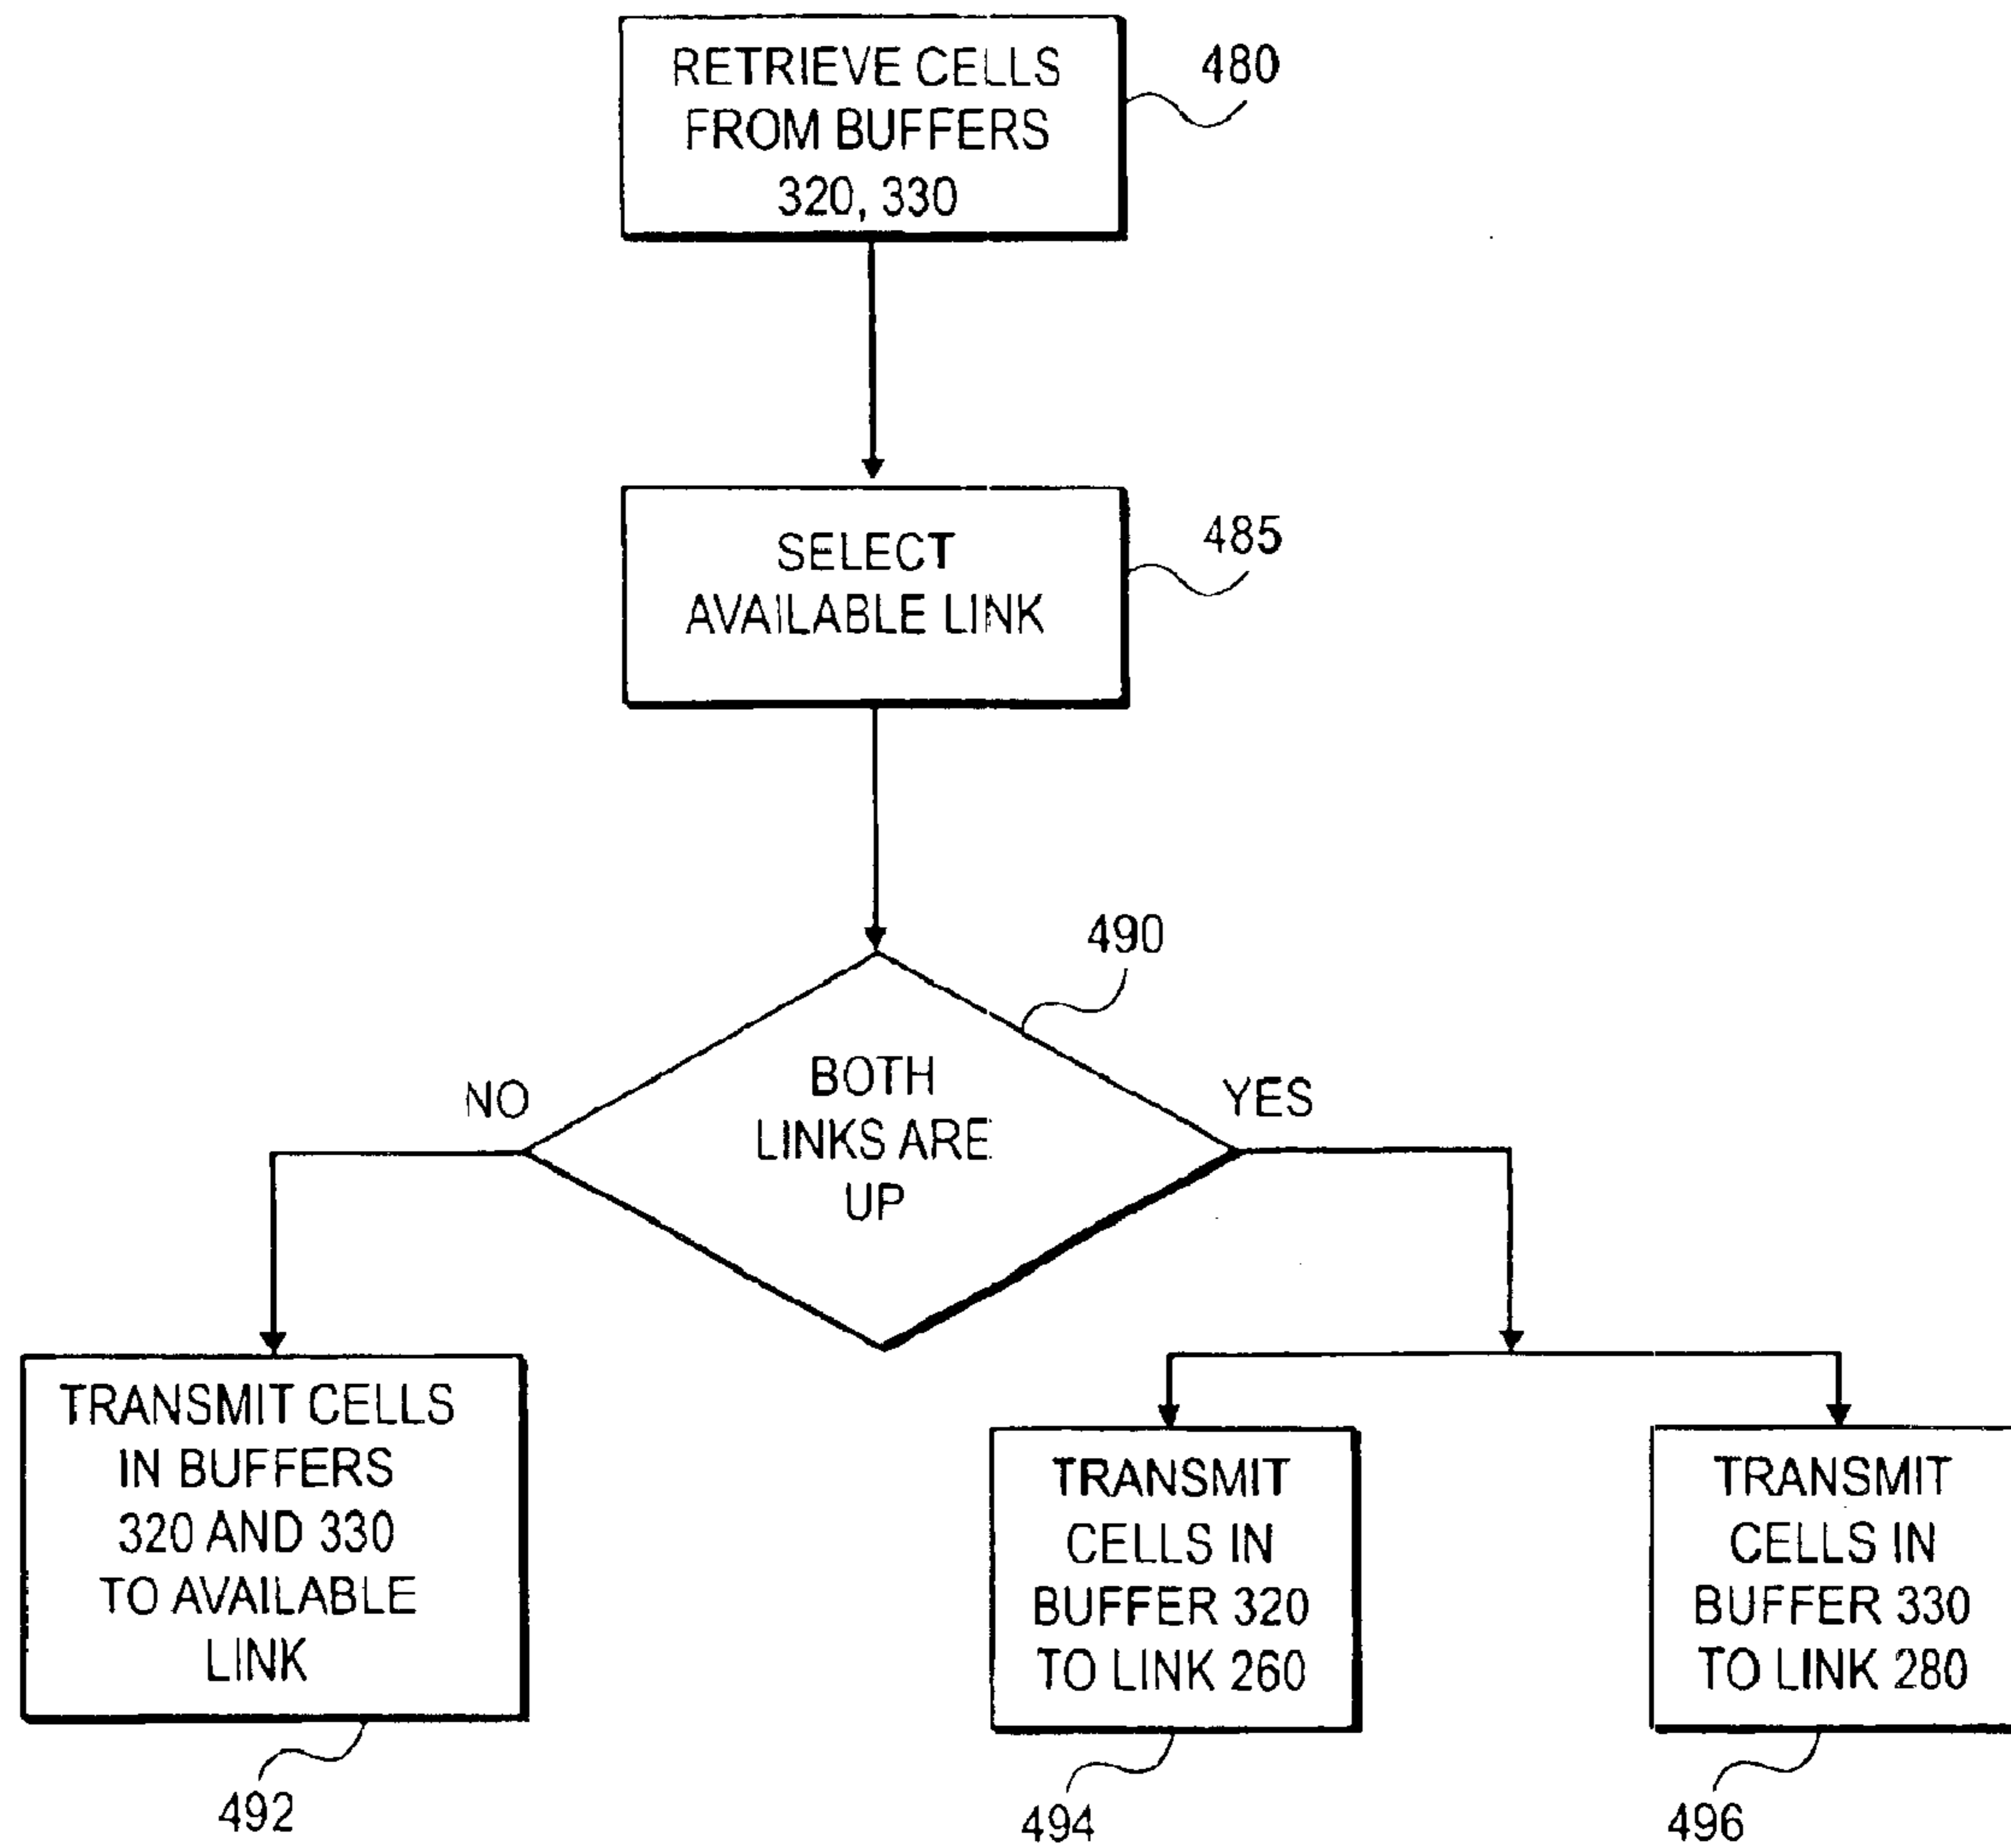 RETRIEVE CELLS
FROM BUFFERS
320, 330
480
SELECT
AVAILABLE LINK
485
490
BOTH
LINKS ARE
UP
NO
YES
TRANSMIT CELLS
IN BUFFERS
320 AND 330
TO AVAILABLE
LINK
492
TRANSMIT
CELLS IN
BUFFER 320
TO LINK 260
494
TRANSMIT
CELLS IN
BUFFER 330
TO LINK 280
496